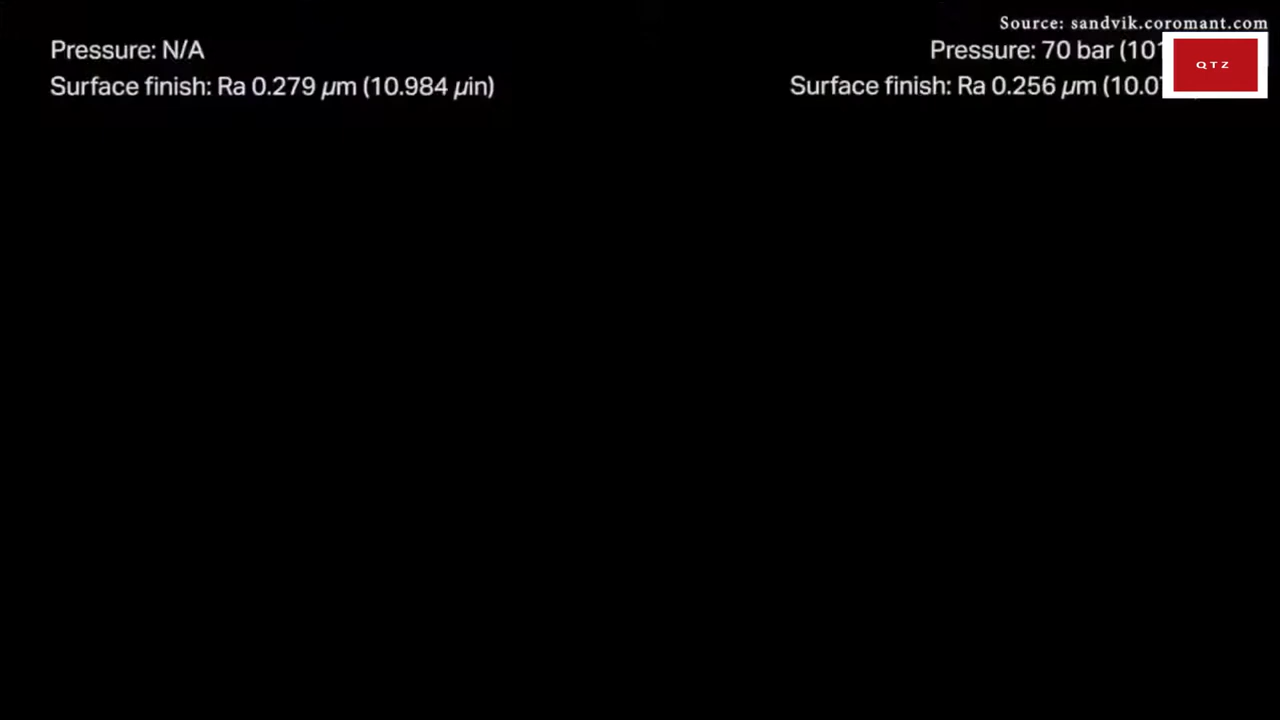 Source: sandvik.coromant.com
Pressure: N/A
Surface finish: Ra 0.279 µm (10.984 µin)
Pressure: 70 bar
Surface finish: Ra 0.256 µm
QTZ